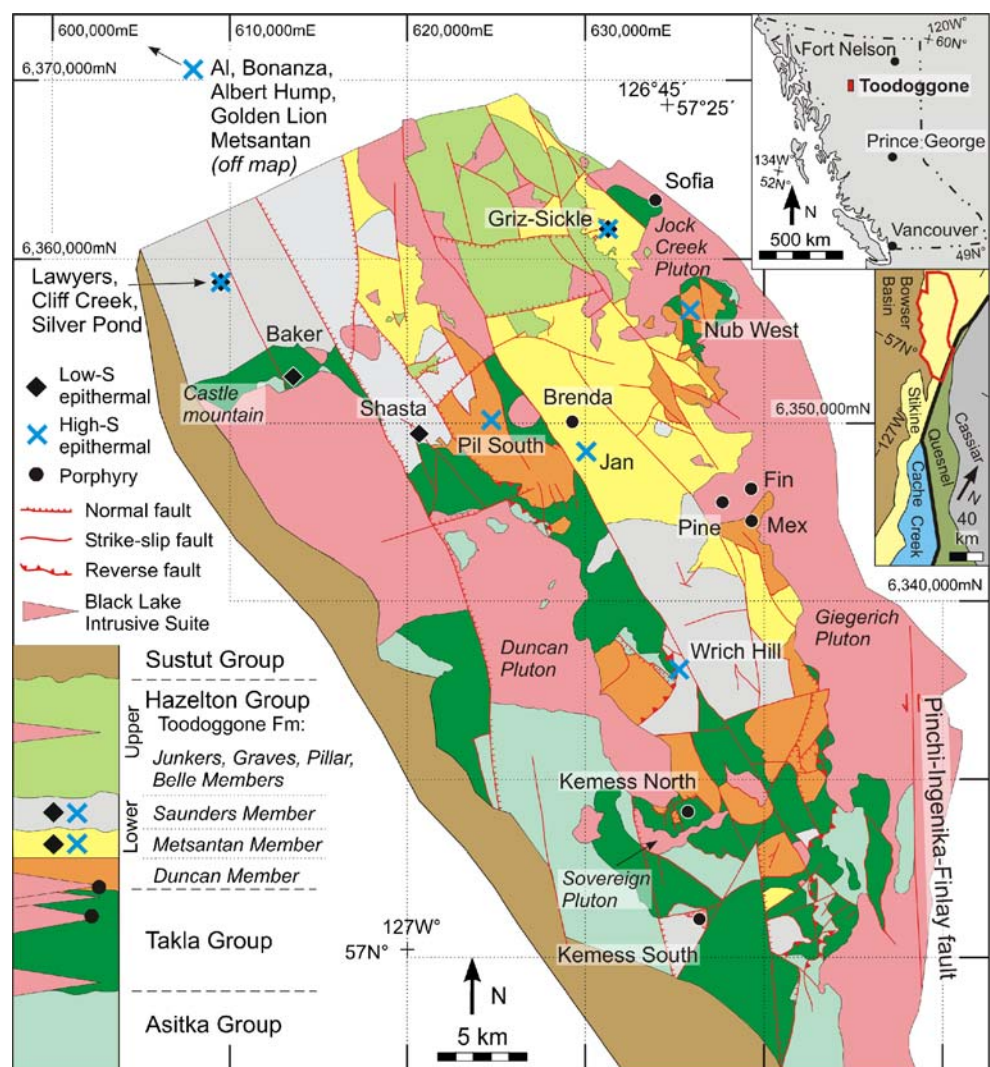 600,000mE
610,000mE
620,000mE
630,000mE
6,370,000mN
Al, Bonanza,
Albert Hump,
Golden Lion
Metsantan
(off map)
126°45´
57°25´
120W°
60N°
Fort Nelson
Toodoggone
Prince George
134W°
52N°
N
Vancouver
500 km
49N°
Sofia
Griz-Sickle
Jock
Creek
Pluton
6,360,000mN
Lawyers,
Cliff Creek,
Silver Pond
Nub West
Baker
Castle
mountain
Shasta
Brenda
6,350,000mN
Pil South
Jan
Fin
Pine
Mex
Bowser
Basin
57N°
127W°
Stikine
Cache Creek
Quesnel
Cassiar
N
40
km
Low-S
epithermal
High-S
epithermal
Porphyry
Normal fault
Strike-slip fault
Reverse fault
Black Lake
Intrusive Suite
6,340,000mN
Giegerich
Pluton
Duncan
Pluton
Wrich Hill
Pinchi-Ingenika-Finlay fault
Kemess North
Sovereign
Pluton
Kemess South
127W°
57N°
N
5 km
Sustut Group
Hazelton Group
Toodoggone Fm:
Upper
Junkers, Graves, Pillar,
Belle Members
Lower
Saunders Member
Metsantan Member
Duncan Member
Takla Group
Asitka Group